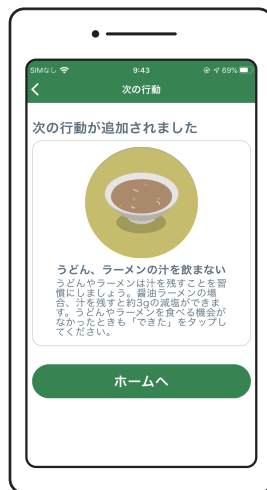 SIMなし 9:43 69%
次の行動
次の行動が追加されました
うどん、ラーメンの汁を飲まない
うどんやラーメンは汁を残すことを習
慣にしましょう。醤油ラーメンの場
合、汁を残すと約3gの減塩ができま
す。うどんやラーメンを食べる機会が
なかったときも「できた」をタップし
てください。
ホームへ